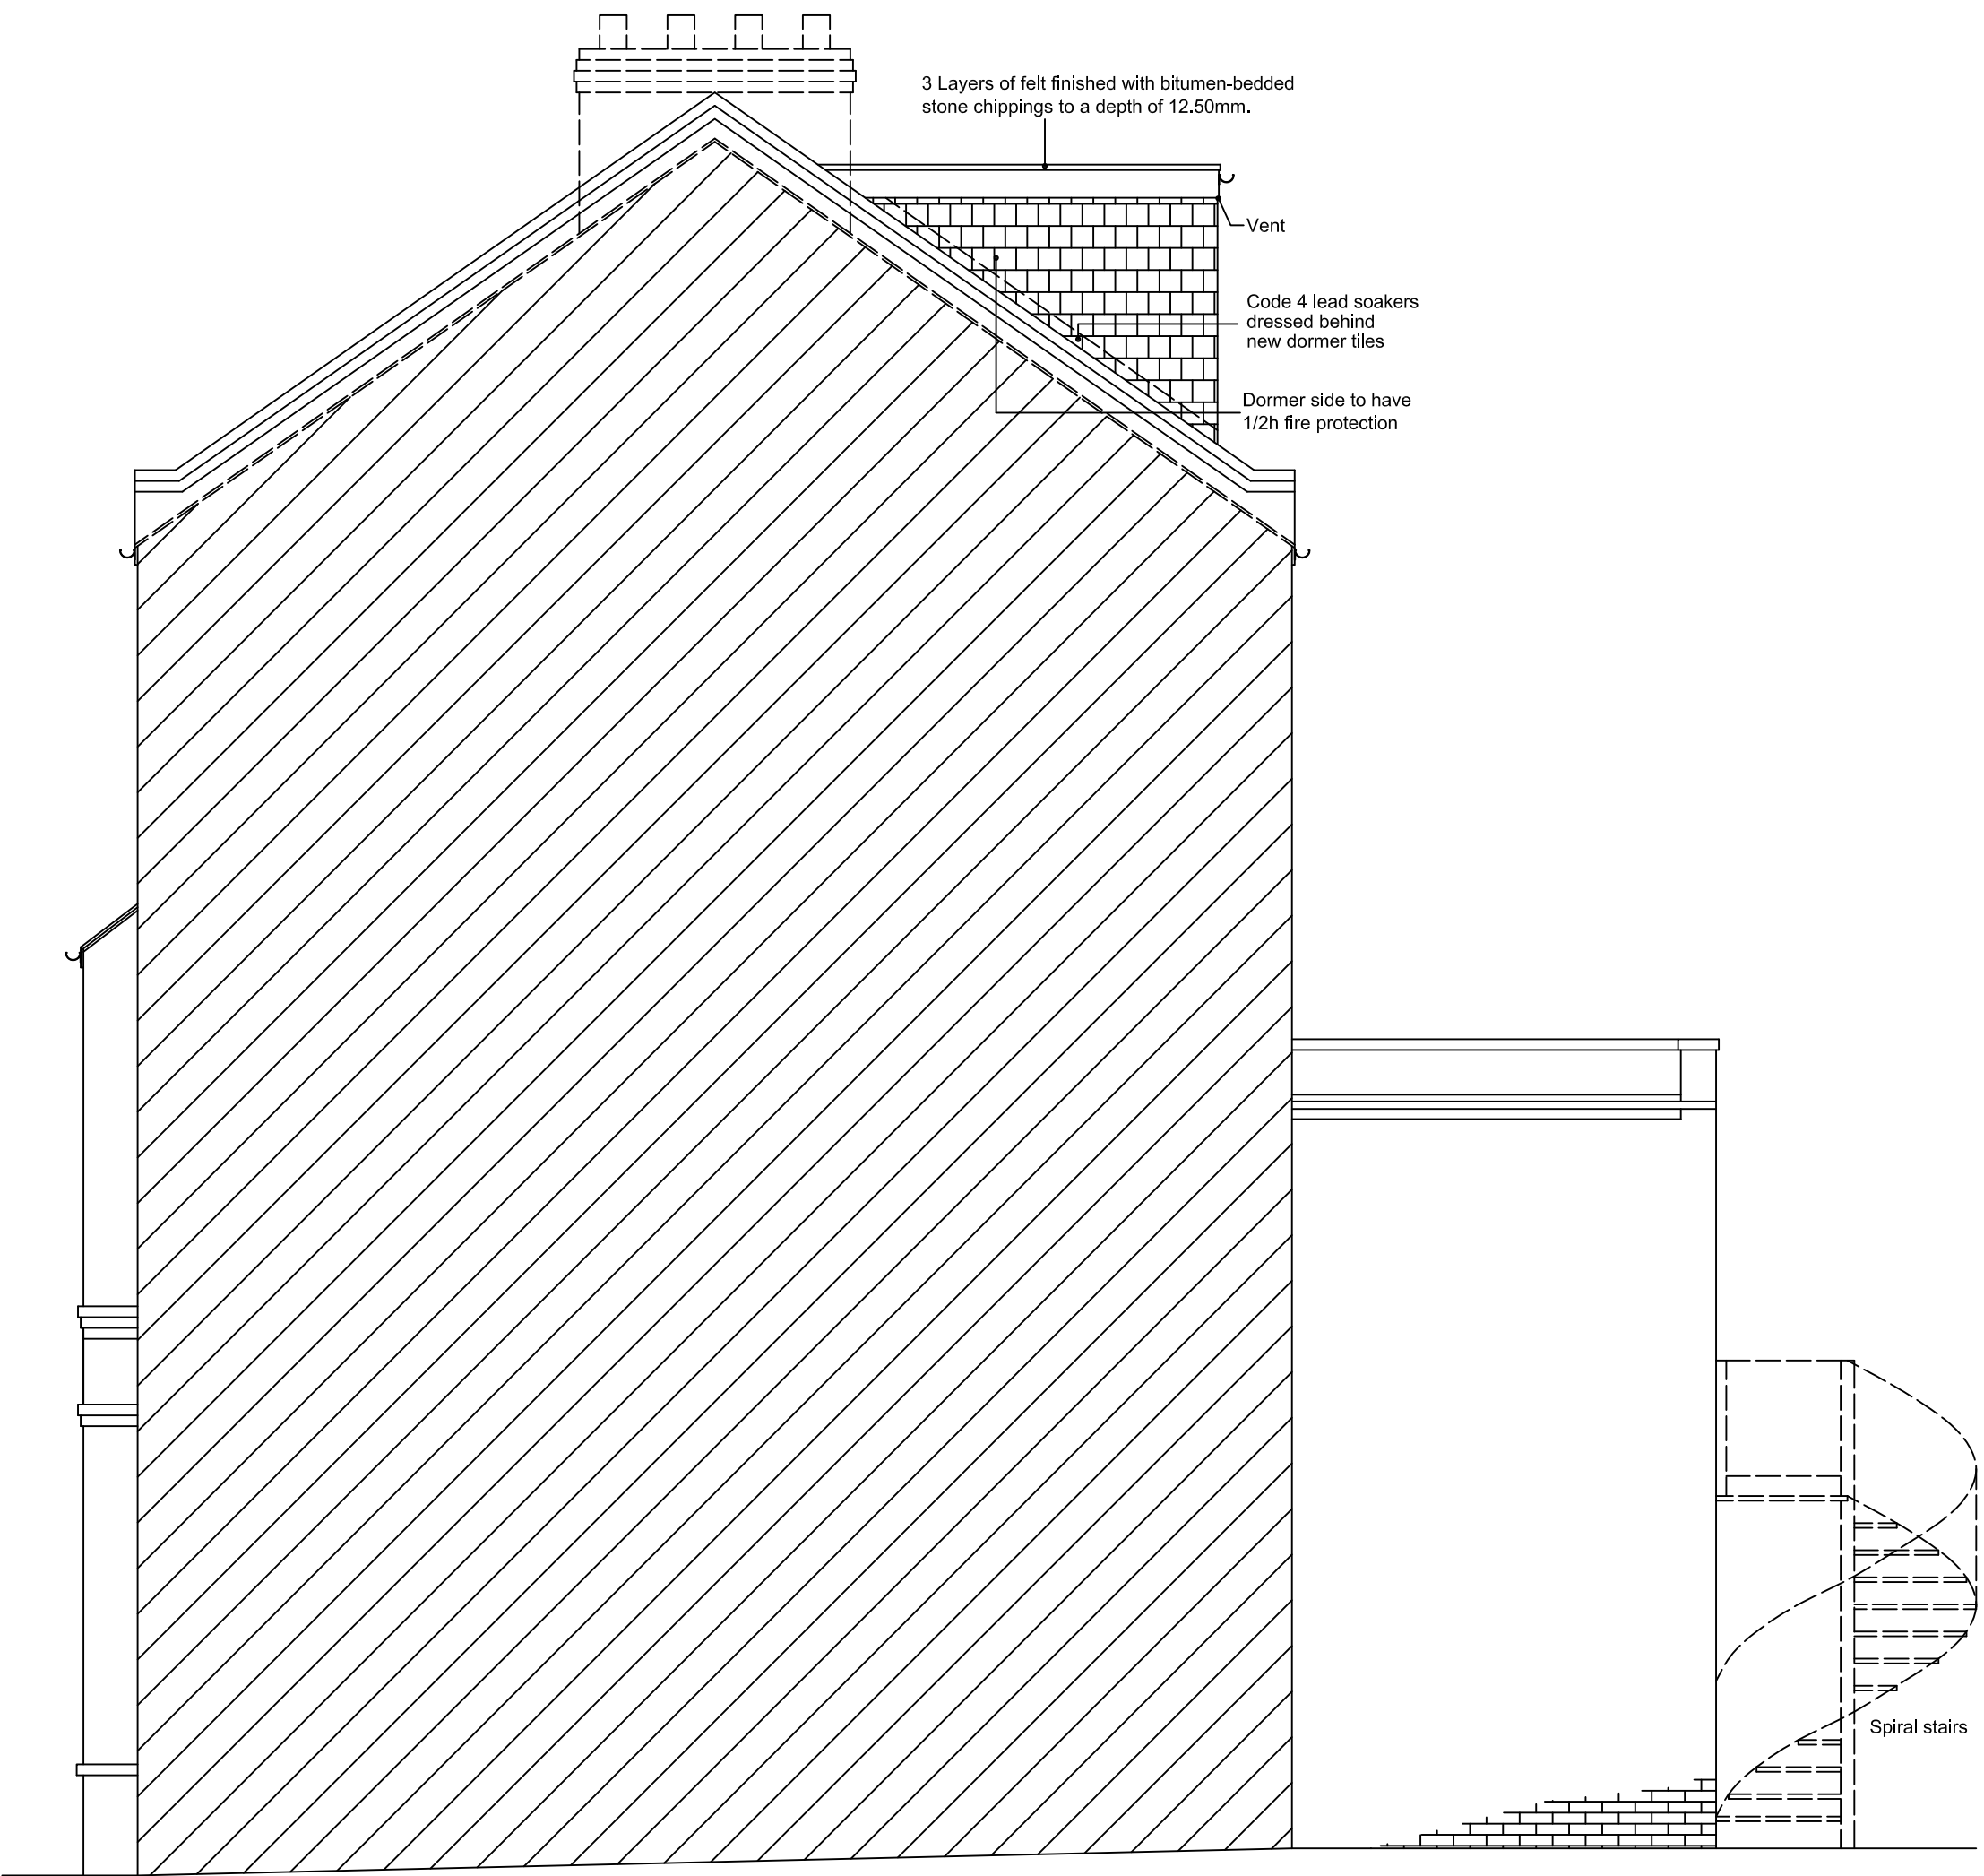 3 Layers of felt finished with bitumen-bedded
stone chippings to a depth of 12.50mm.
Vent
Code 4 lead soakers
dressed behind
new dormer tiles
Dormer side to have
1/2h fire protection
Spiral stairs